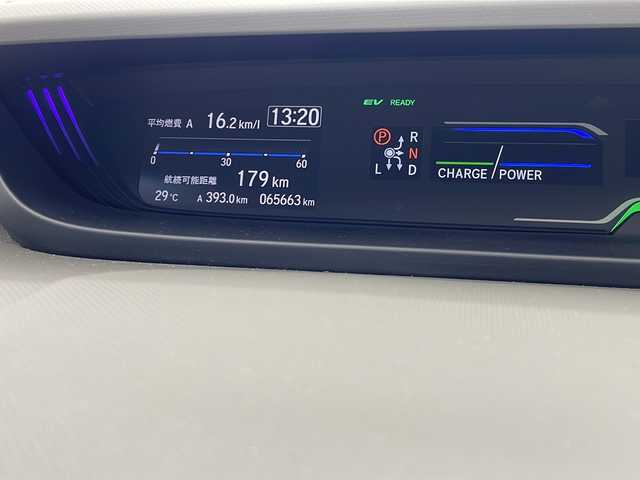 平均燃費 A 16.2 km/l 13:20
0 30 60
航続可能距離 179 km
29℃ A 393.0 km 065663 km
EV READY
P R
N
L D
CHARGE POWER